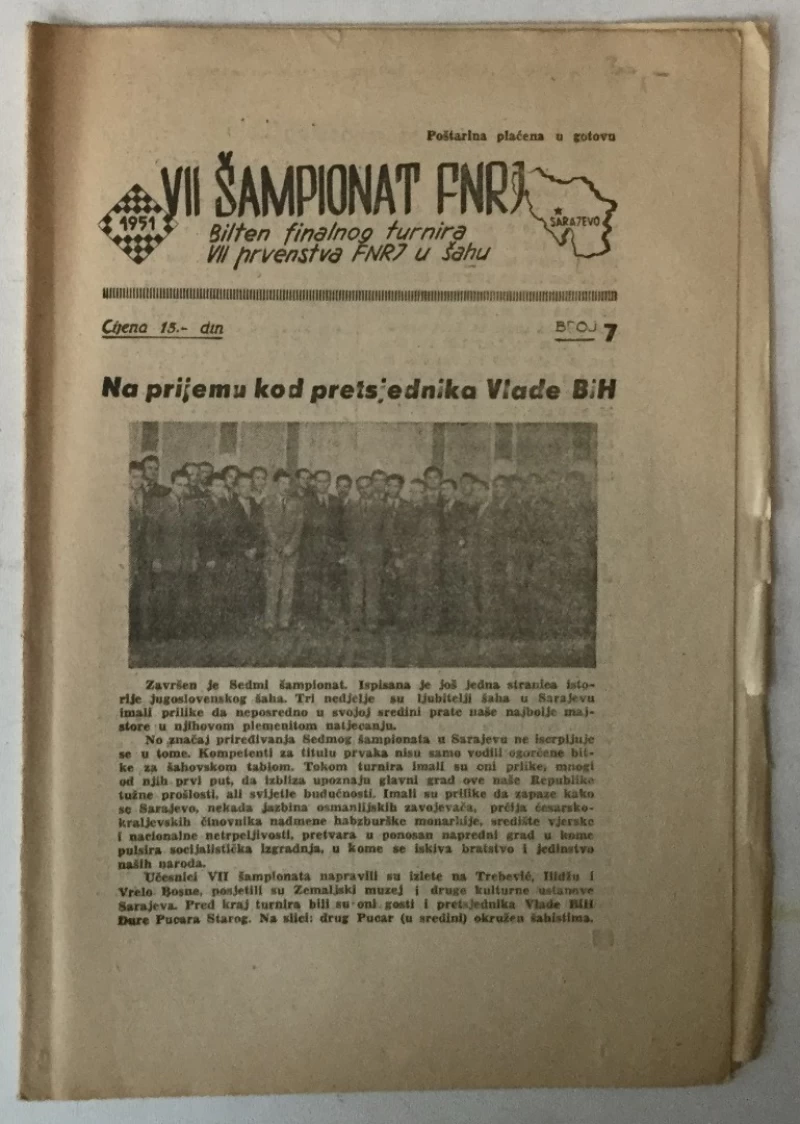 30,-
Poštarina plaćena u gotovu
1951
VII ŠAMPIONAT FNRJ
SARAJEVO
Bilten finalnog turnira
VII prvenstva FNRJ u šahu
Cijena 15.- din
BROJ 7
Na prijemu kod pretsjednika Vlade BiH
Završen je Sedmi šampionat. Ispisana je još jedna stranica isto-
rije jugoslovenskog šaha. Tri nedjelje su ljubitelji šaha u Sarajevu
imali prilike da neposredno u svojoj sredini prate naše najbolje maj-
store u njihovom plemenitom natjecanju.
No značaj priređivanja Sedmog šampionata u Sarajevu ne iscrpljuje
se u tome. Kompetenti za titulu prvaka nisu samo vodili ogorčene bit-
ke za šahovskom tablom. Tokom turnira imali su oni prilike, mnogi
od njih prvi put, da izbliza upoznaju glavni grad ove naše Republike
tužne prošlosti, ali svijetle budućnosti. Imali su prilike da zapaze kako
se Sarajevo, nekada jazbina osmanlijskih zavojevača, prčija ćesarsko-
kraljevskih činovnika nadmene habzburške monarhije, središte vjerske
i nacionalne netrpeljivosti, pretvara u ponosan napredni grad u kome
pulsira socijalistička izgradnja, u kome se iskiva bratstvo i jedinstvo
naših naroda.
Učesnici VII šampionata napravili su izlete na Trebević, Ilidžu i
Vrelo Bosne, posjetili su Zemaljski muzej i druge kulturne ustanove
Sarajeva. Pred kraj turnira bili su oni gosti i pretsjednika Vlade BiH
Đure Pucara Starog. Na slici: drug Pucar (u sredini) okružen šahistima.